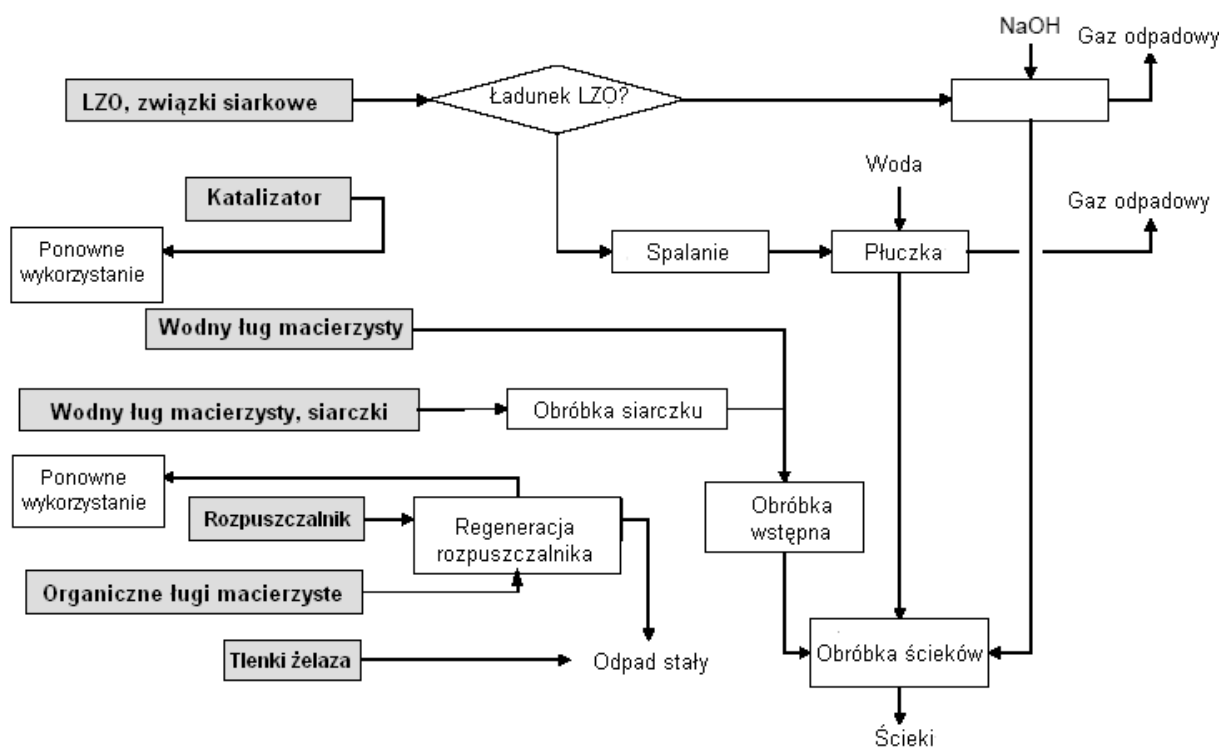 NaOH
Gaz odpadowy
LZO, związki siarkowe
Ładunek LZO?
Woda
Katalizator
Gaz odpadowy
Ponowne
wykorzystanie
Spalanie
Płuczka
Wodny ług macierzysty
Wodny ług macierzysty, siarczki
Obróbka siarczku
Ponowne
wykorzystanie
Rozpuszczalnik
Regeneracja
rozpuszczalnika
Obróbka
wstępna
Organiczne ługi macierzyste
Tlenki żelaza
Odpad stały
Obróbka ścieków
Ścieki